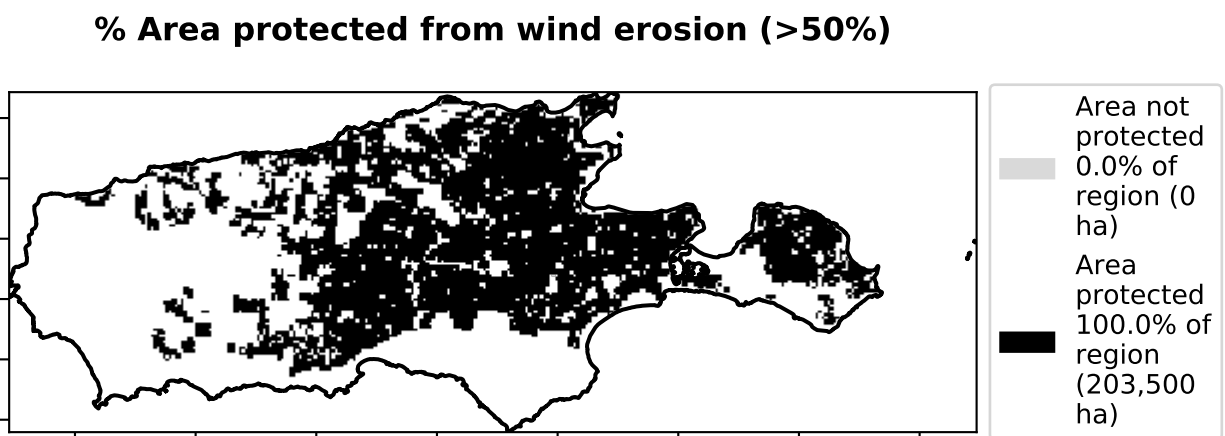 % Area protected from wind erosion (>50%)
Area not
protected
0.0% of
region (0
ha)
Area
protected
100.0% of
region
(203,500
ha)